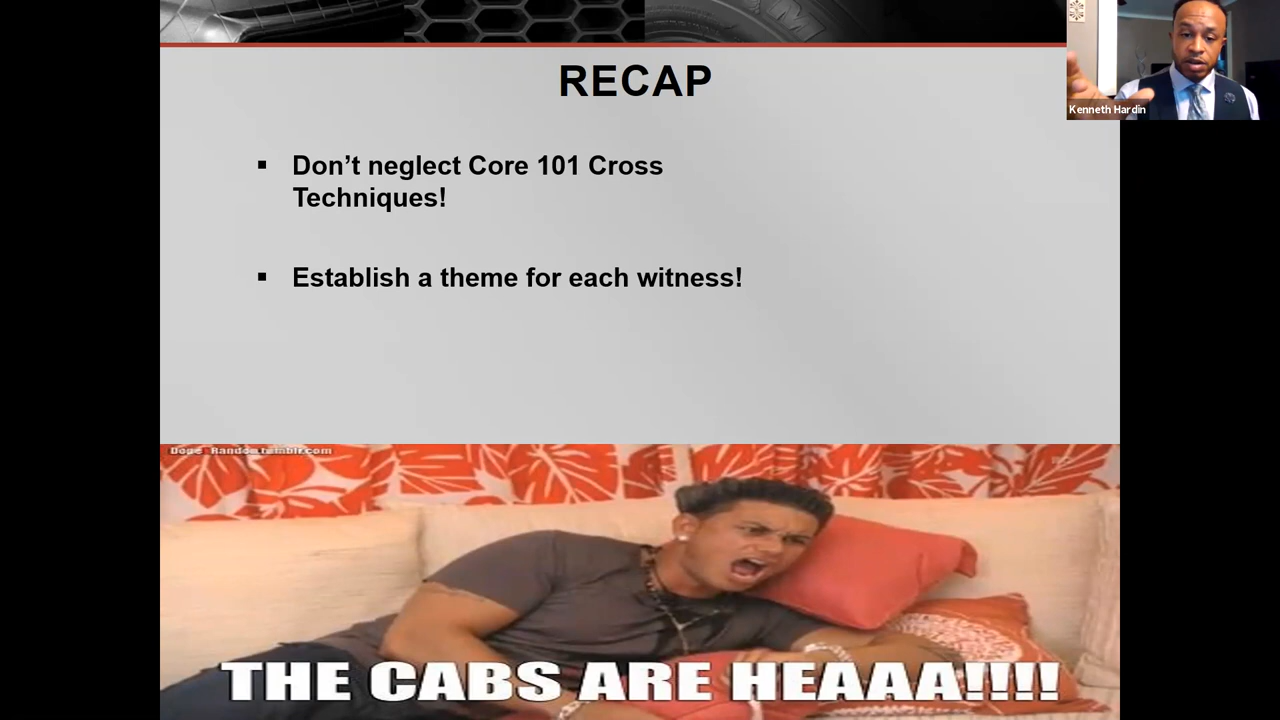 RECAP
Kenneth Hardin
▪ Don’t neglect Core 101 Cross
Techniques!
▪ Establish a theme for each witness!
THE CABS ARE HEAAA!!!!